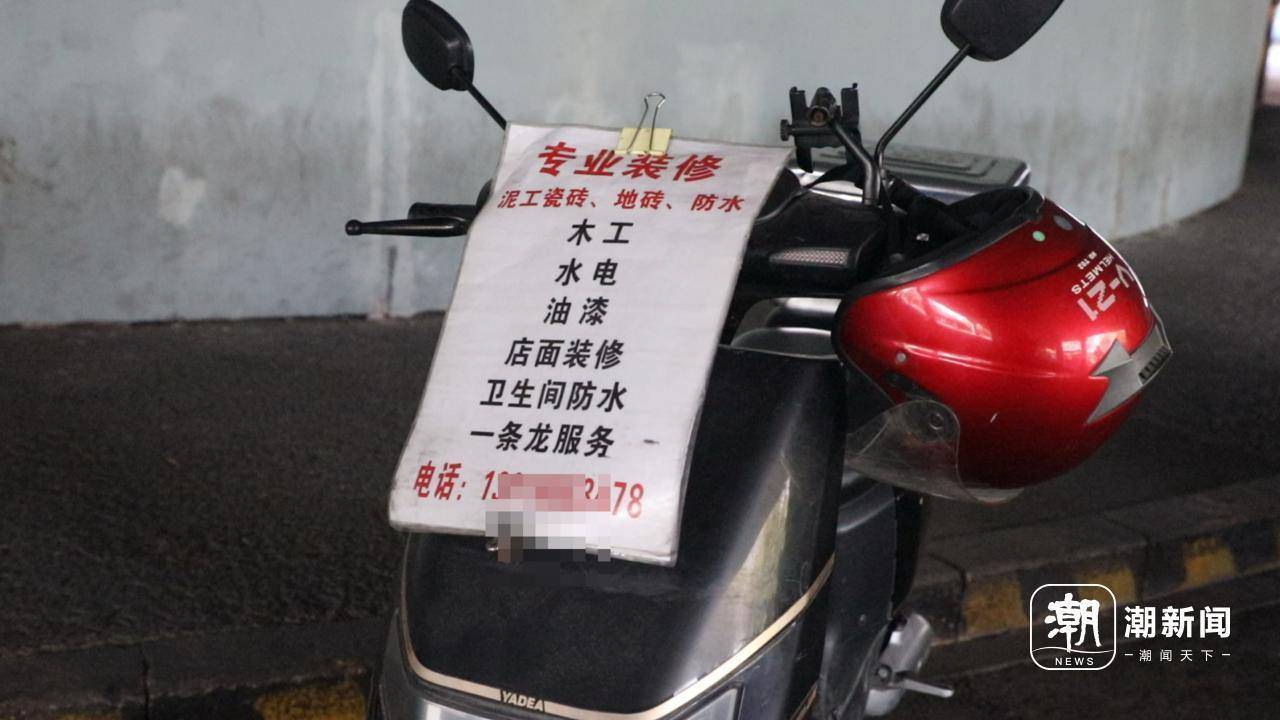 专业装修
泥工瓷砖、地砖、防水
木工
水电
油漆
店面装修
卫生间防水
一条龙服务
电话:
78
V-21
HELMETS
YADEA
潮
NEWS
潮新闻
潮闻天下